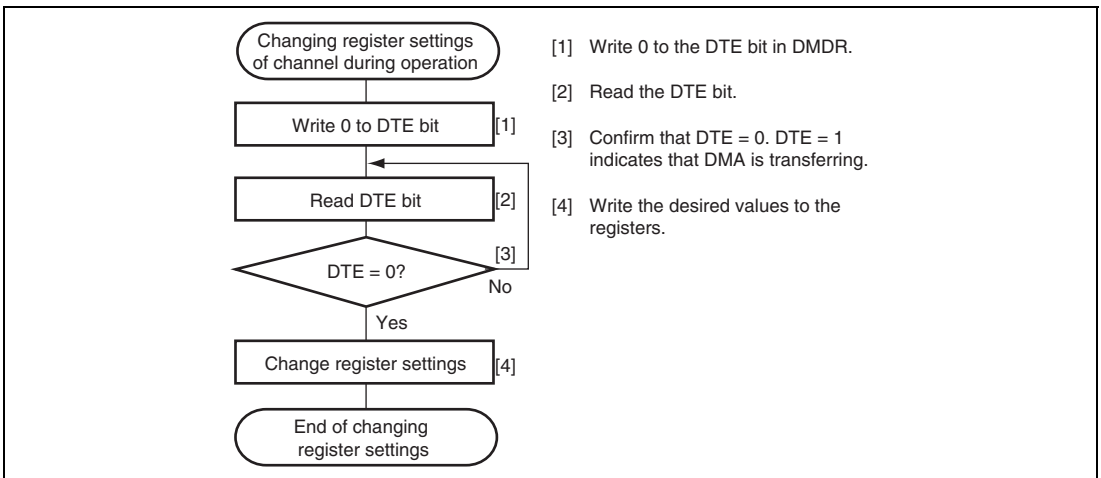 Changing register settings
of channel during operation
Write 0 to DTE bit
[1]
Read DTE bit
[2]
DTE = 0?
[3]
No
Yes
Change register settings
[4]
End of changing
register settings
[1] Write 0 to the DTE bit in DMDR.
[2] Read the DTE bit.
[3] Confirm that DTE = 0. DTE = 1
indicates that DMA is transferring.
[4] Write the desired values to the
registers.